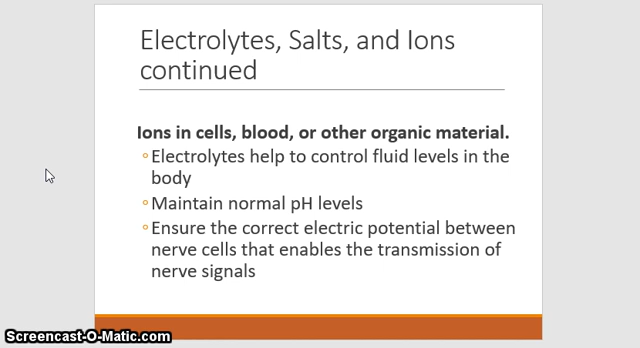 Electrolytes, Salts, and Ions
continued
Ions in cells, blood, or other organic material.
◦Electrolytes help to control fluid levels in the
body
◦Maintain normal pH levels
◦Ensure the correct electric potential between
nerve cells that enables the transmission of
nerve signals
Screencast-O-Matic.com